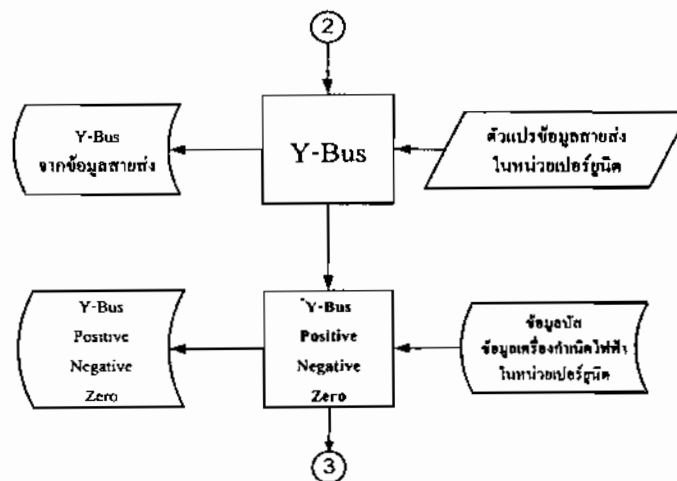 2
Y-Bus
จากข้อมูลสายส่ง
Y-Bus
ตัวแปรข้อมูลสายส่ง
ในหน่วยเปอร์ยูนิต
Y-Bus
Positive
Negative
Zero
Y-Bus
Positive
Negative
Zero
ข้อมูลบัส
ข้อมูลเครื่องกำเนิดไฟฟ้า
ในหน่วยเปอร์ยูนิต
3